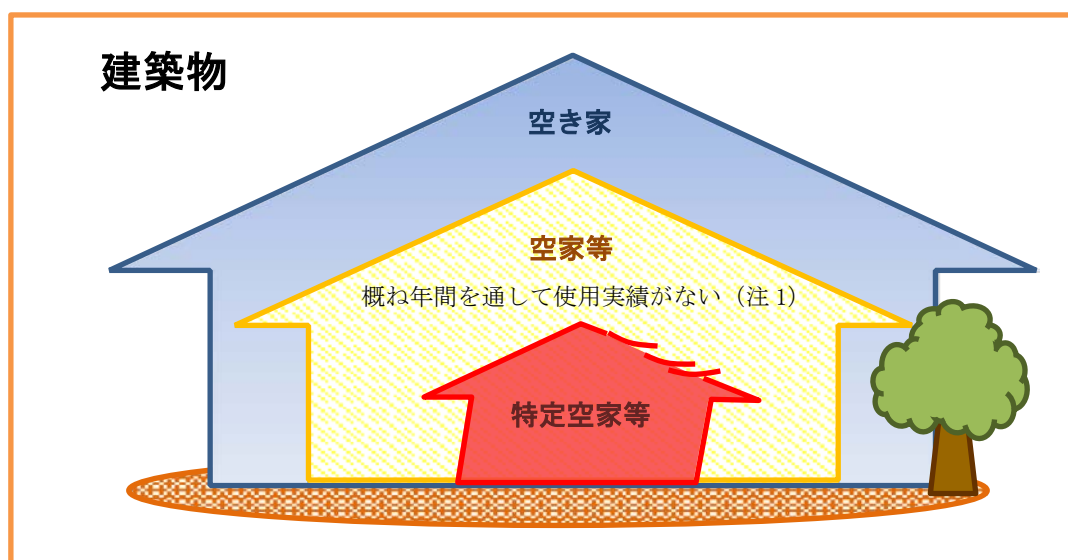 建築物
空き家
空家等
概ね年間を通して使用実績がない（注 1）
特定空家等